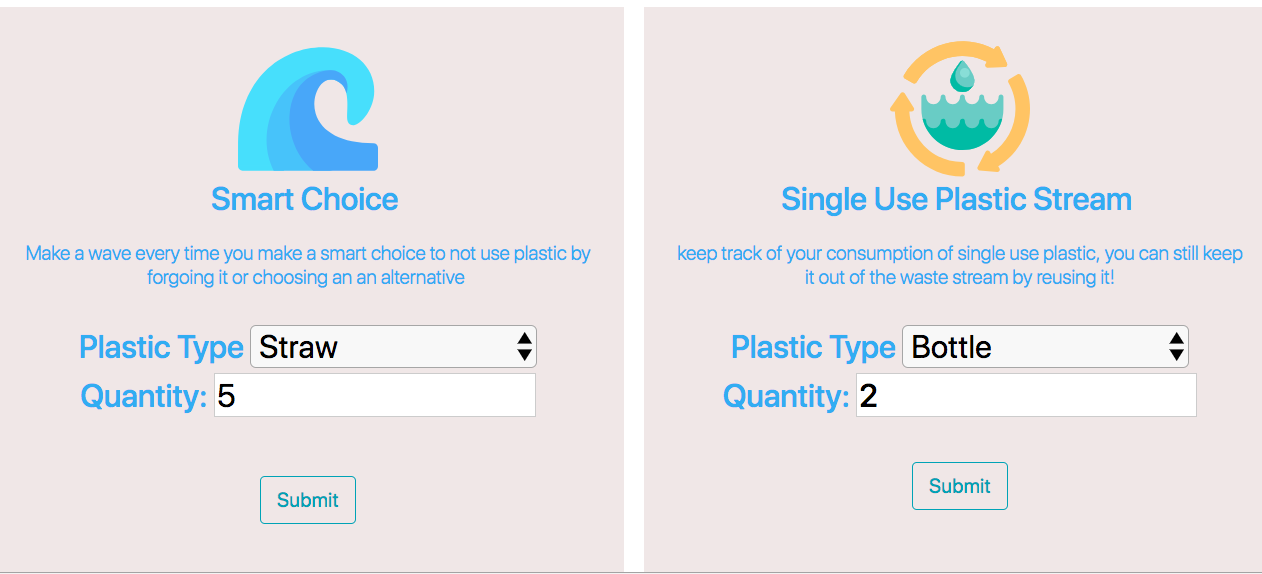 Smart Choice
Make a wave every time you make a smart choice to not use plastic by
forgoing it or choosing an an alternative
Plastic Type Straw
Quantity: 5
Submit
Single Use Plastic Stream
keep track of your consumption of single use plastic, you can still keep
it out of the waste stream by reusing it!
Plastic Type Bottle
Quantity: 2
Submit